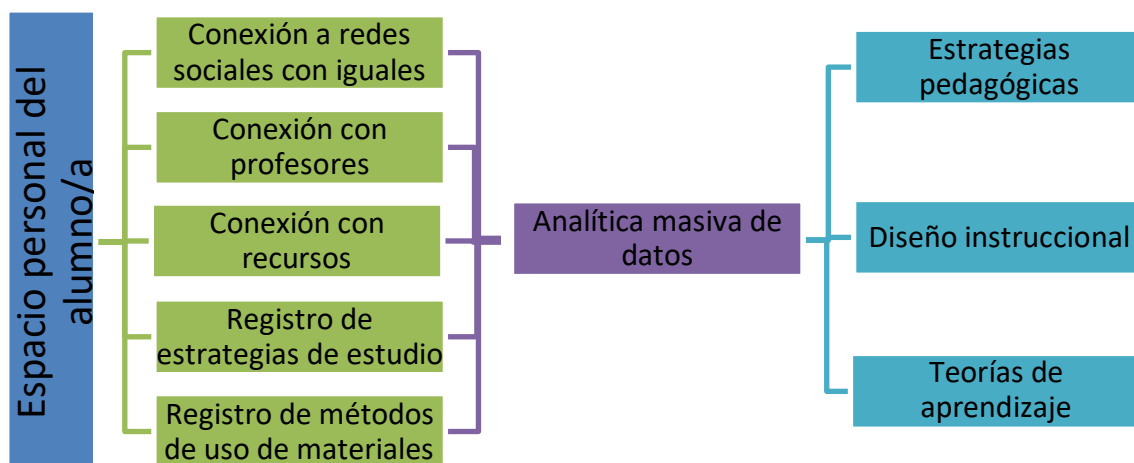 Espacio personal del
alumno/a
Conexión a redes
sociales con iguales
Conexión con
profesores
Conexión con
recursos
Registro de
estrategias de estudio
Registro de métodos
de uso de materiales
Analítica masiva de
datos
Estrategias
pedagógicas
Diseño instruccional
Teorías de
aprendizaje